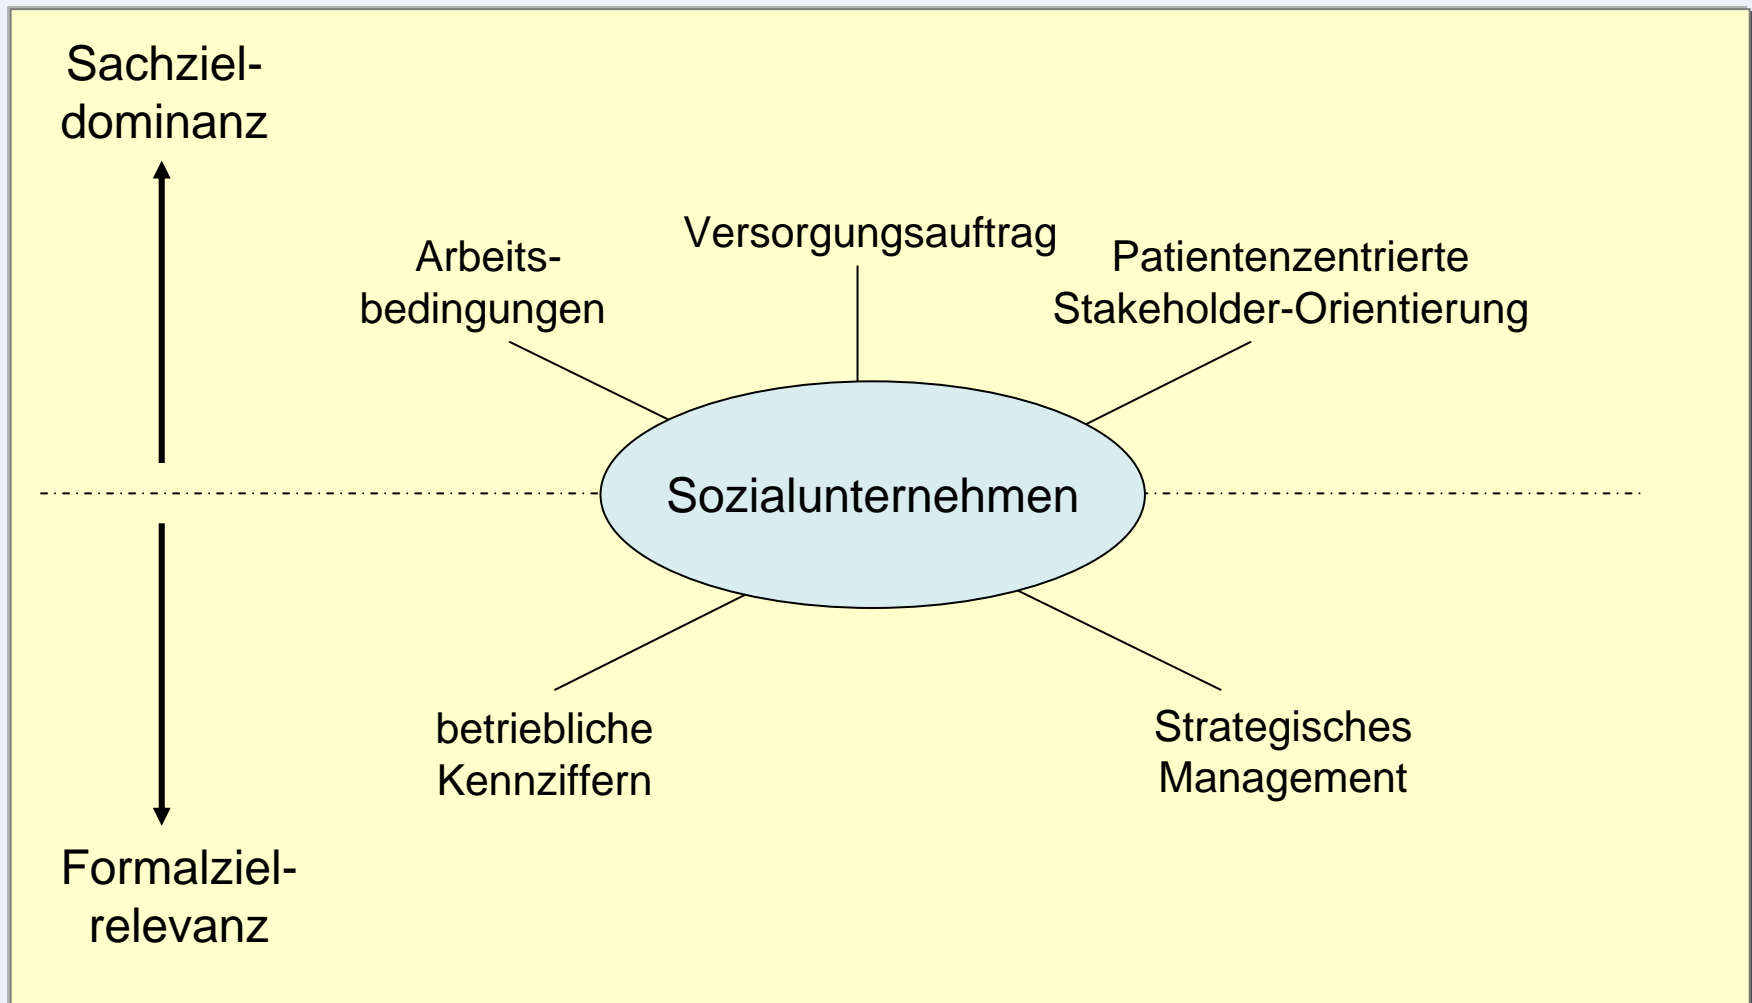 Sachziel-
dominanz
Versorgungsauftrag
Arbeits-
bedingungen
Patientenzentrierte
Stakeholder-Orientierung
Sozialunternehmen
betriebliche
Kennziffern
Strategisches
Management
Formalziel-
relevanz